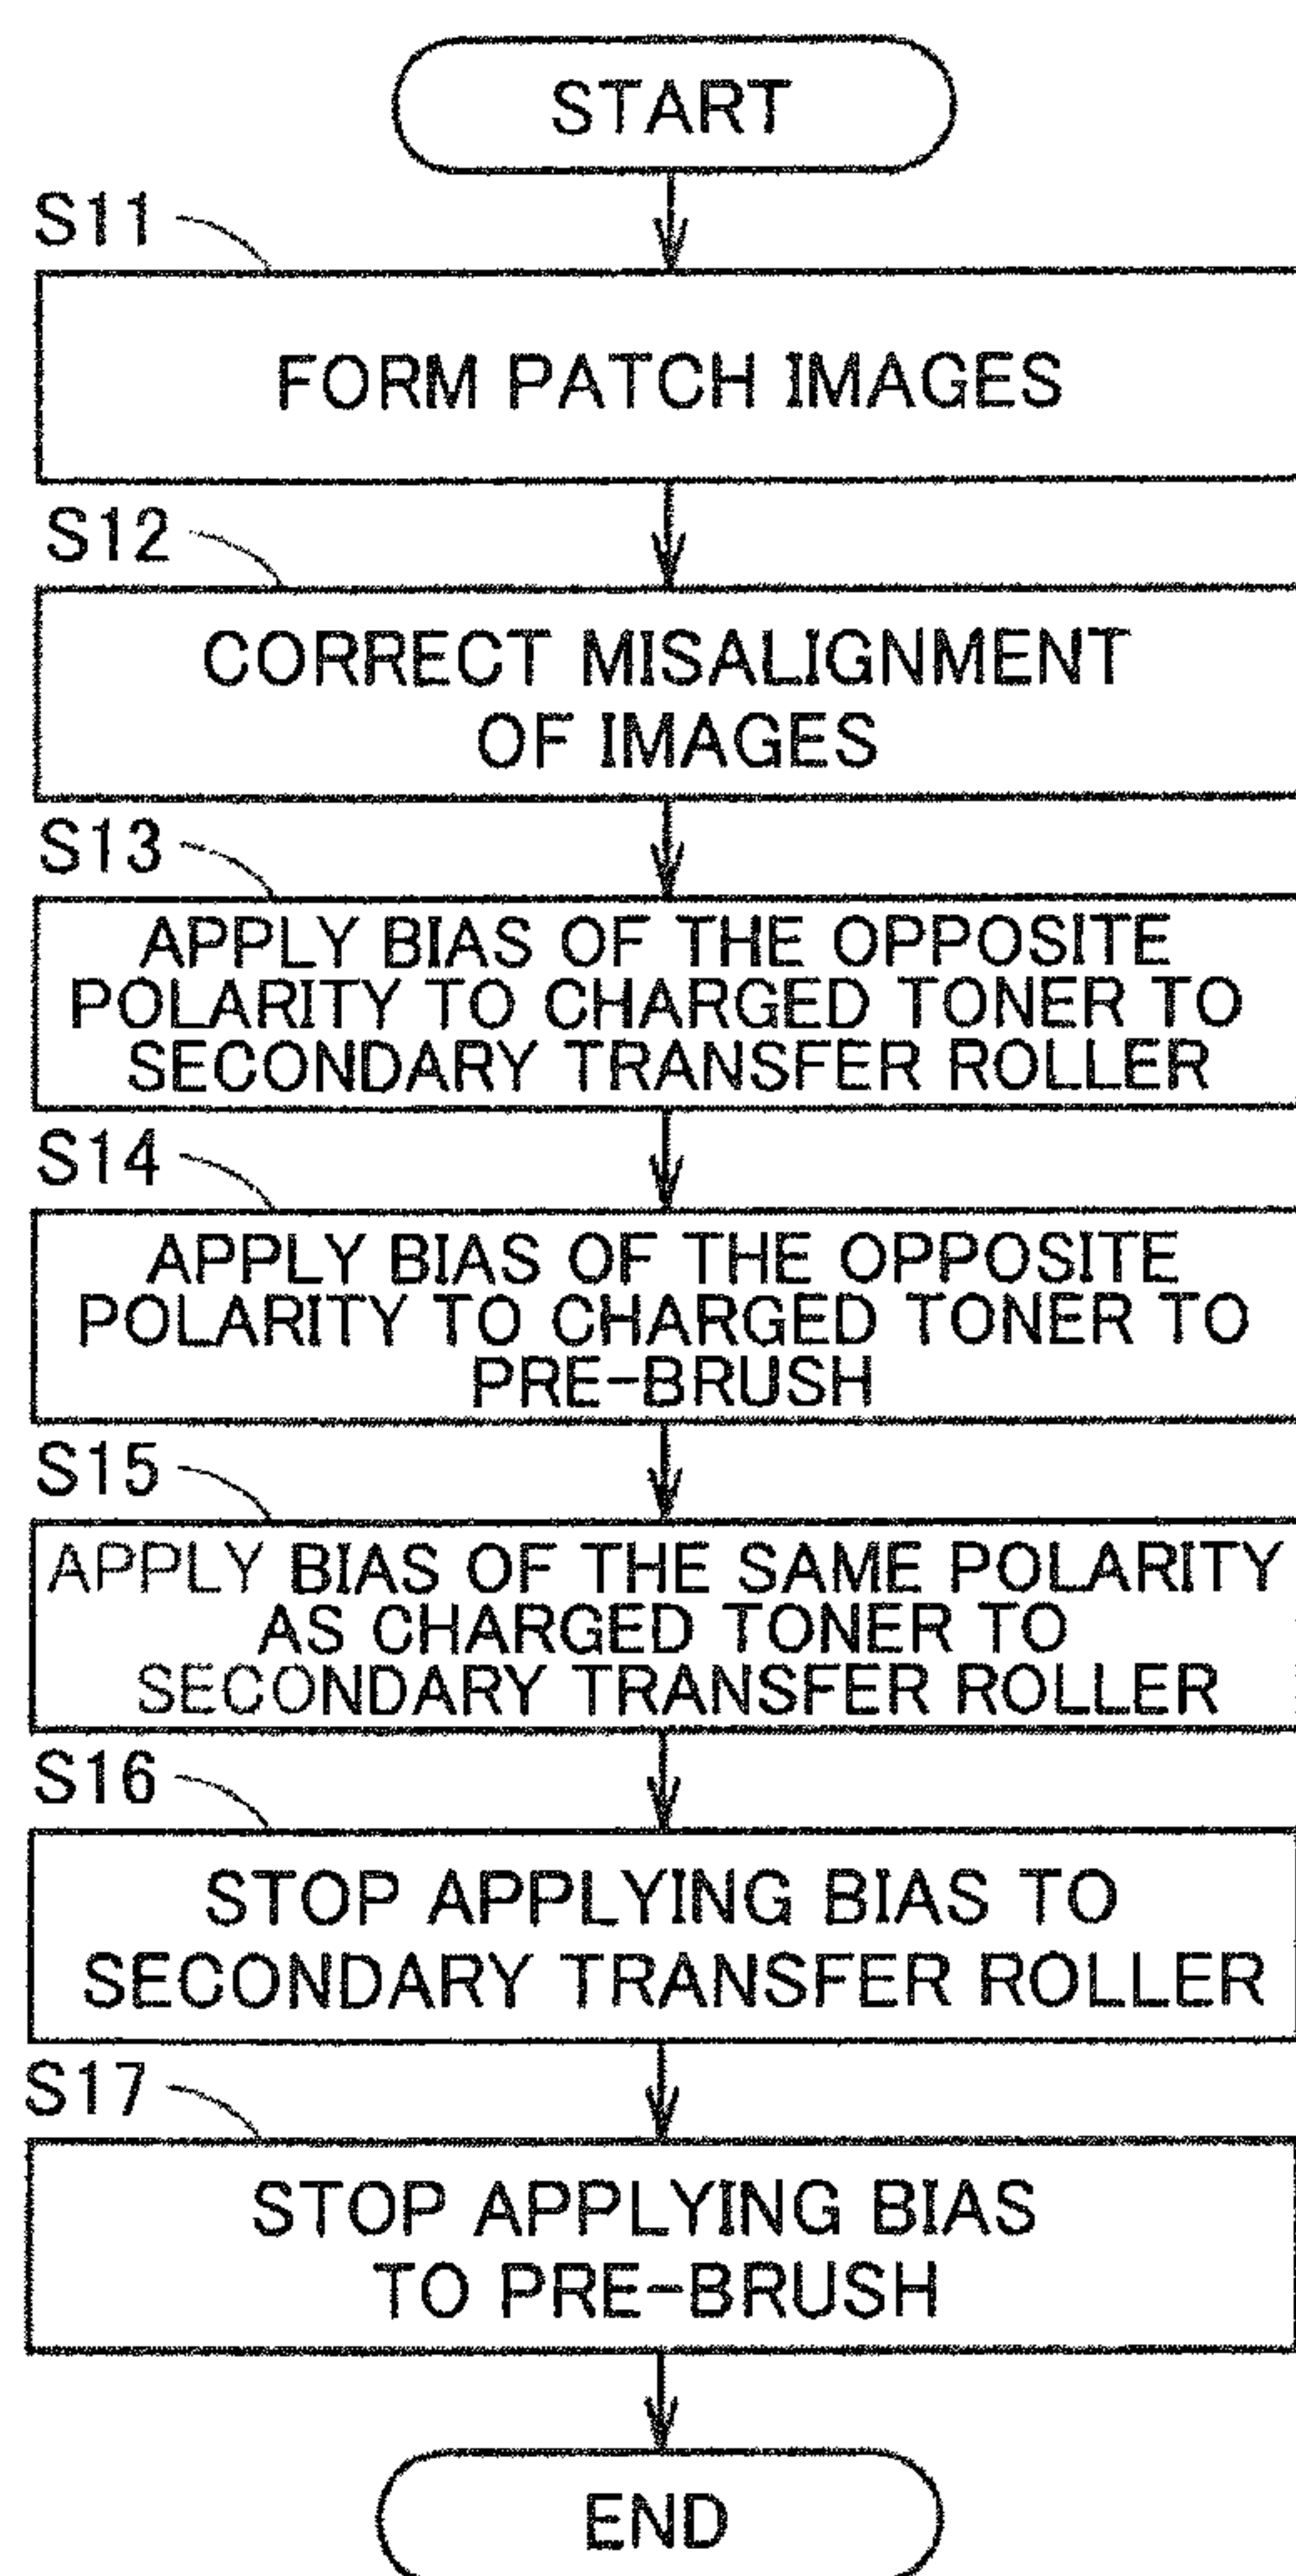 START
S11
FORM PATCH IMAGES
S12
CORRECT MISALIGNMENT
OF IMAGES
S13
APPLY BIAS OF THE OPPOSITE
POLARITY TO CHARGED TONER TO
SECONDARY TRANSFER ROLLER
S14
APPLY BIAS OF THE OPPOSITE
POLARITY TO CHARGED TONER TO
PRE-BRUSH
S15
APPLY BIAS OF THE SAME POLARITY
AS CHARGED TONER TO
SECONDARY TRANSFER ROLLER
S16
STOP APPLYING BIAS TO
SECONDARY TRANSFER ROLLER
S17
STOP APPLYING BIAS
TO PRE-BRUSH
END